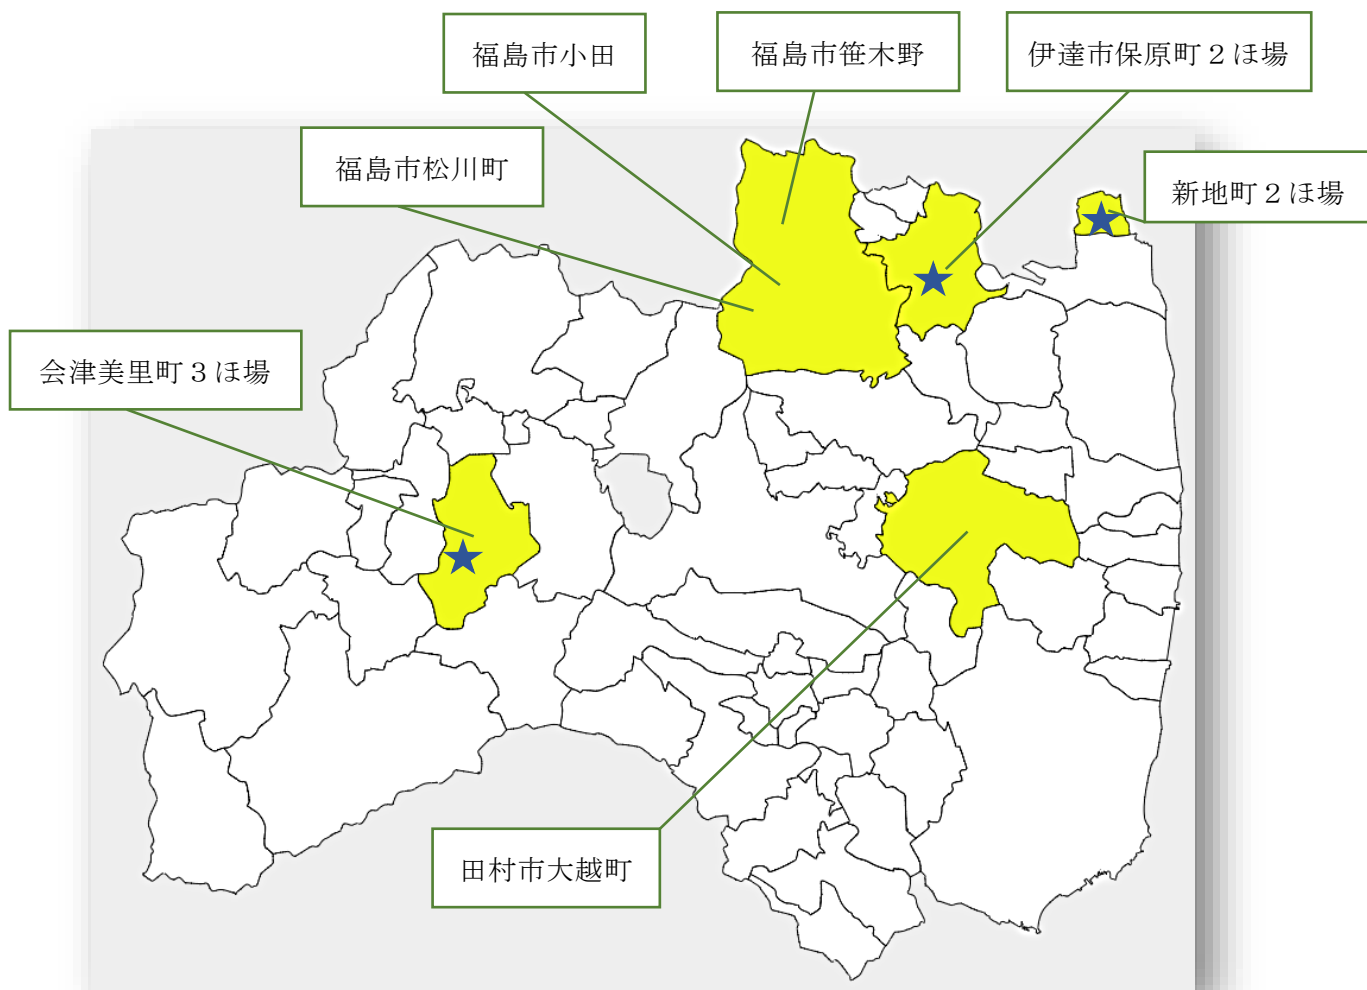 福島市小田
福島市笹木野
伊達市保原町２ほ場
福島市松川町
新地町２ほ場
会津美里町３ほ場
田村市大越町